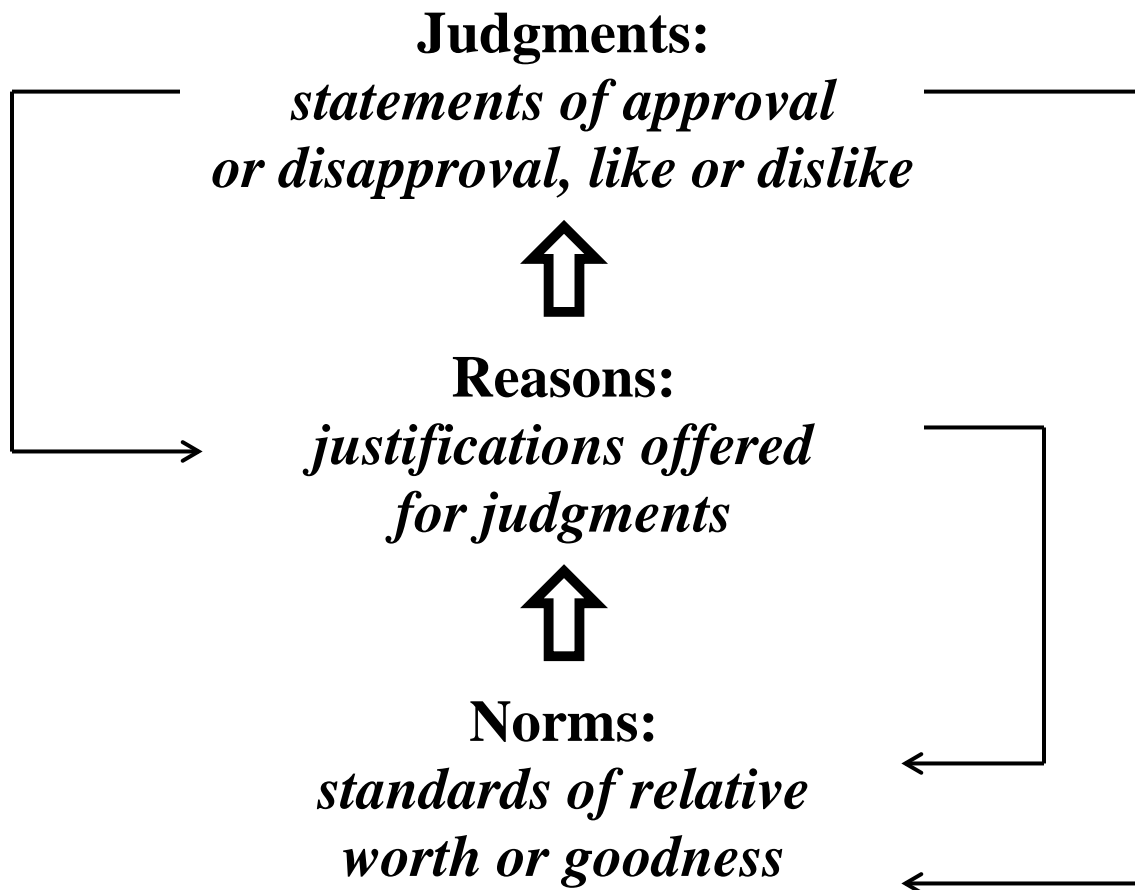 Judgments:
statements of approval
or disapproval, like or dislike
Reasons:
justifications offered
for judgments
Norms:
standards of relative
worth or goodness